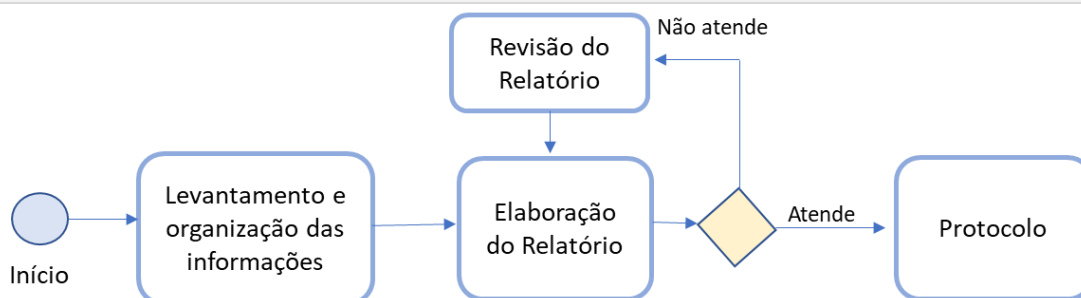 Início
Levantamento e
organização das
informações
Elaboração
do Relatório
Revisão do
Relatório
Não atende
Atende
Protocolo